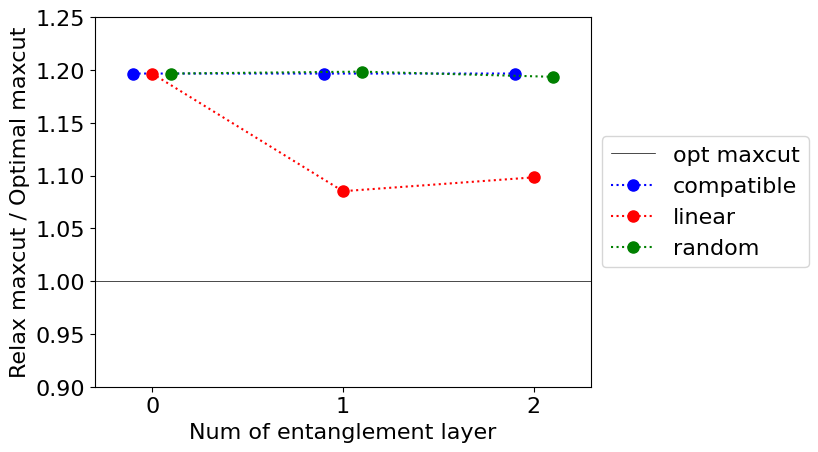 1.25
1.20
1.15
1.10
1.05
1.00
0.95
0.90
Relax maxcut / Optimal maxcut
0 1 2
Num of entanglement layer
opt maxcut
compatible
linear
random